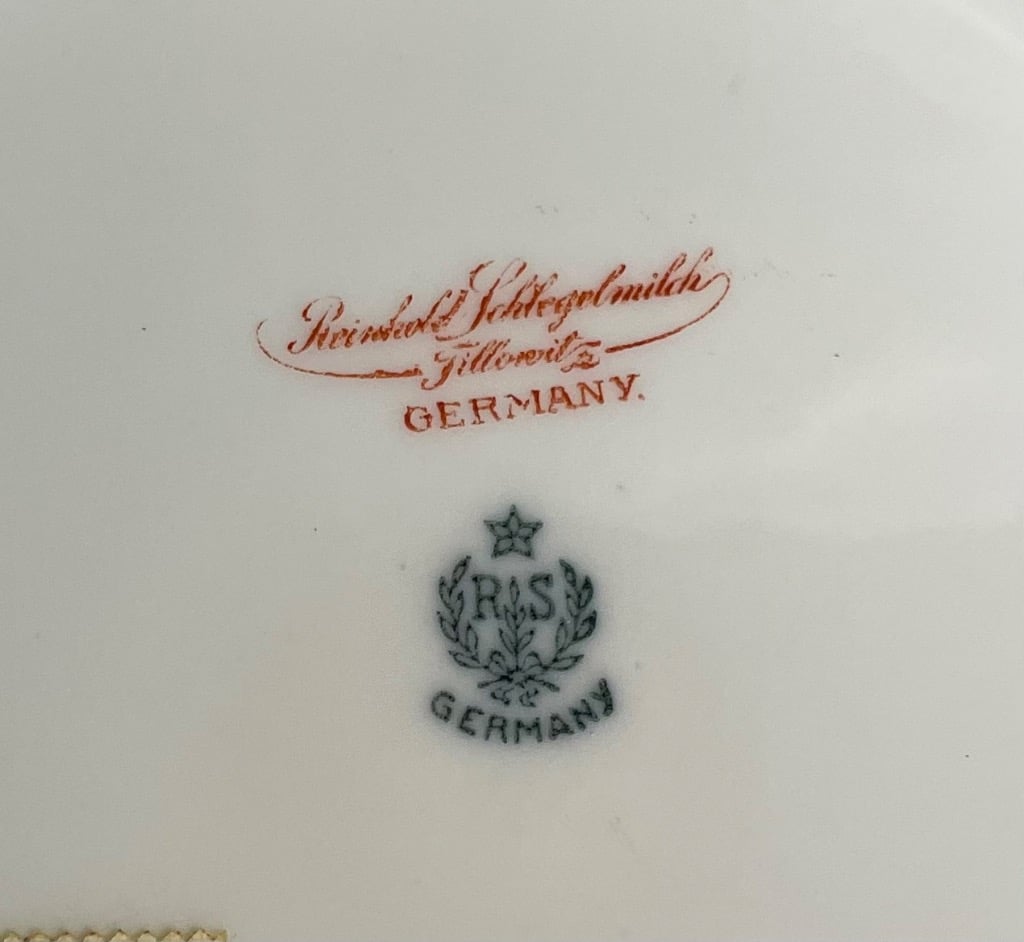 Reinhold Schlegelmilch
Tillowitz
GERMANY.
R S
GERMANY